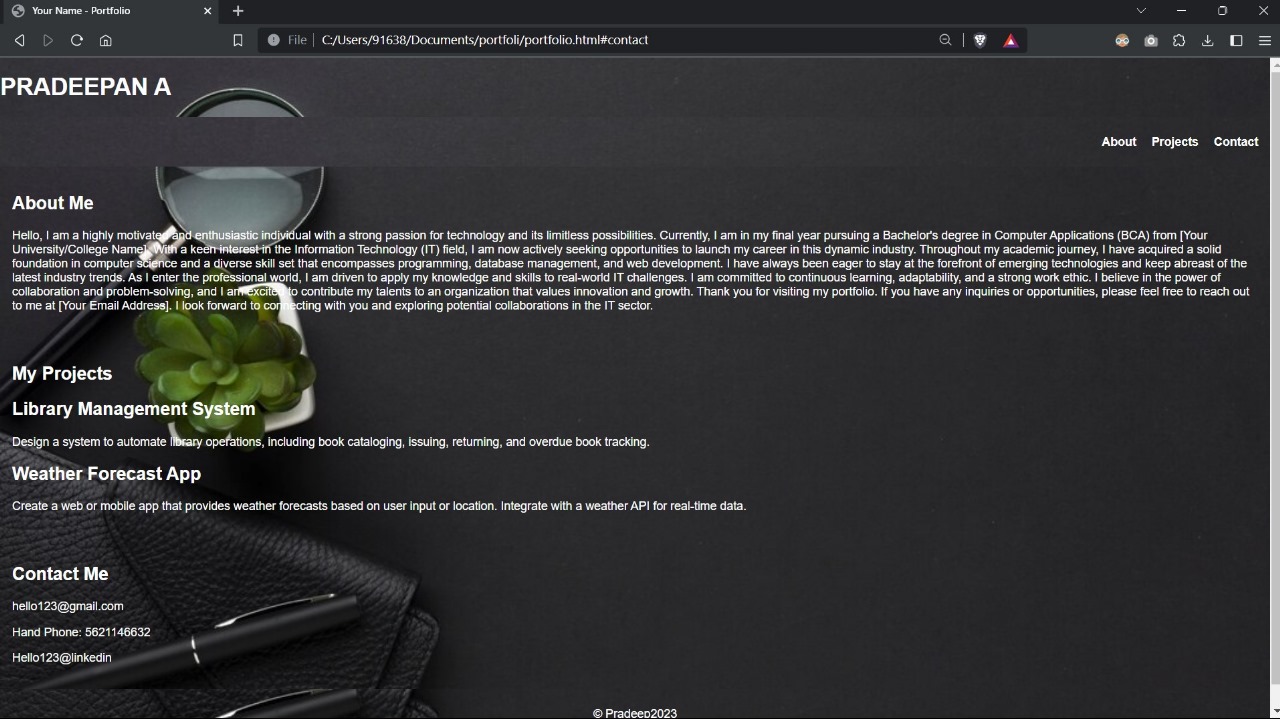 Your Name - Portfolio
File C:/Users/91638/Documents/portfoli/portfolio.html#contact
PRADEEPAN A
About Projects Contact
About Me
Hello, I am a highly motivated and enthusiastic individual with a strong passion for technology and its limitless possibilities. Currently, I am in my final year pursuing a Bachelor's degree in Computer Applications (BCA) from [Your
University/College Name]. With a keen interest in the Information Technology (IT) field, I am now actively seeking opportunities to launch my career in this dynamic industry. Throughout my academic journey, I have acquired a solid
foundation in computer science and a diverse skill set that encompasses programming, database management, and web development. I have always been eager to stay at the forefront of emerging technologies and keep abreast of the
latest industry trends. As I enter the professional world, I am driven to apply my knowledge and skills to real-world IT challenges. I am committed to continuous learning, adaptability, and a strong work ethic. I believe in the power of
collaboration and problem-solving, and I am excited to contribute my talents to an organization that values innovation and growth. Thank you for visiting my portfolio. If you have any inquiries or opportunities, please feel free to reach out
to me at [Your Email Address]. I look forward to connecting with you and exploring potential collaborations in the IT sector.
My Projects
Library Management System
Design a system to automate library operations, including book cataloging, issuing, returning, and overdue book tracking.
Weather Forecast App
Create a web or mobile app that provides weather forecasts based on user input or location. Integrate with a weather API for real-time data.
Contact Me
hello123@gmail.com
Hand Phone: 5621146632
Hello123@linkedin
© Pradeep2023